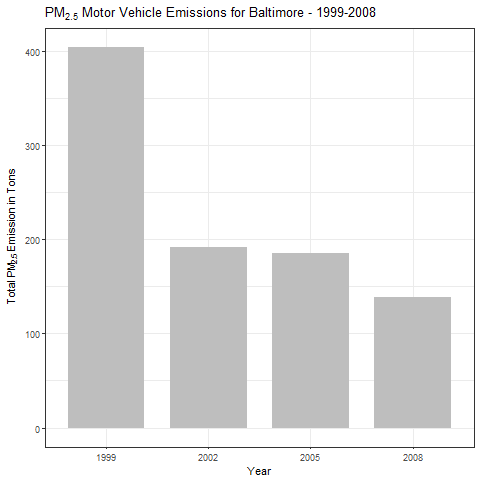 PM2.5 Motor Vehicle Emissions for Baltimore - 1999-2008
400
300
200
100
0
Total PM2.5 Emission in Tons
1999 2002 2005 2008
Year